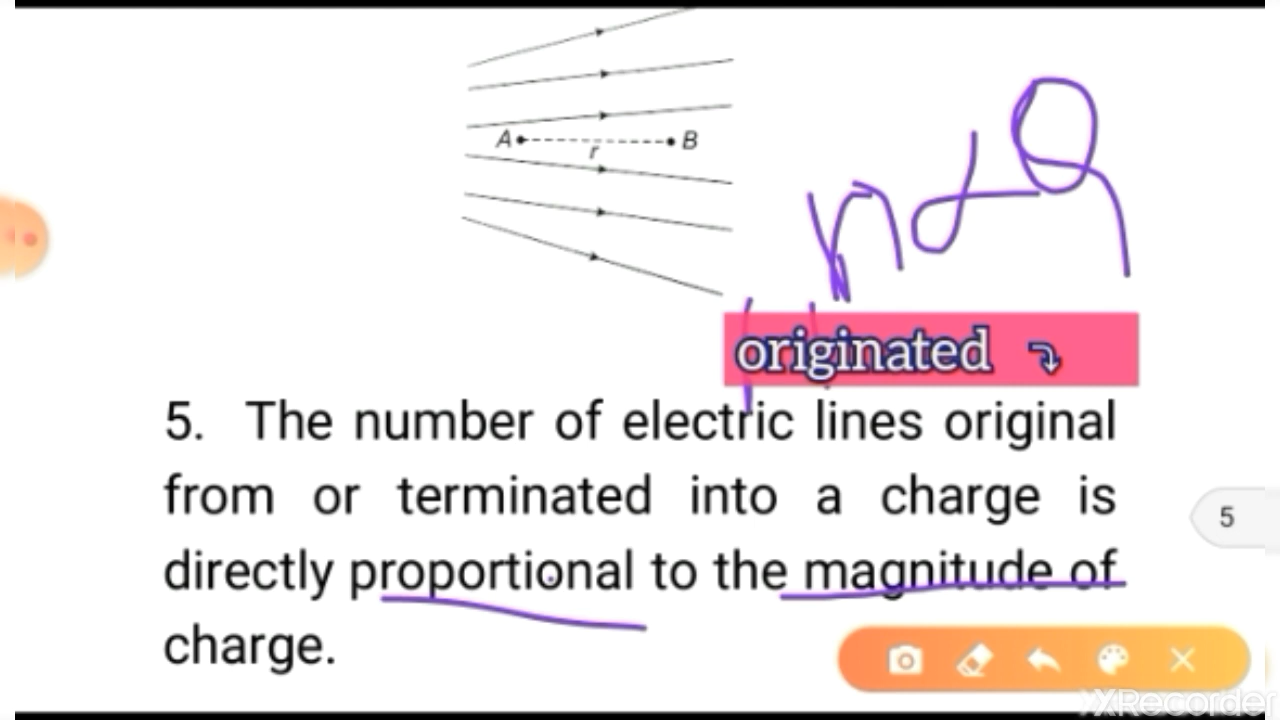 A r B
n α Q
originated
5. The number of electric lines original
from or terminated into a charge is
directly proportional to the magnitude of
charge.
5
XRecorder